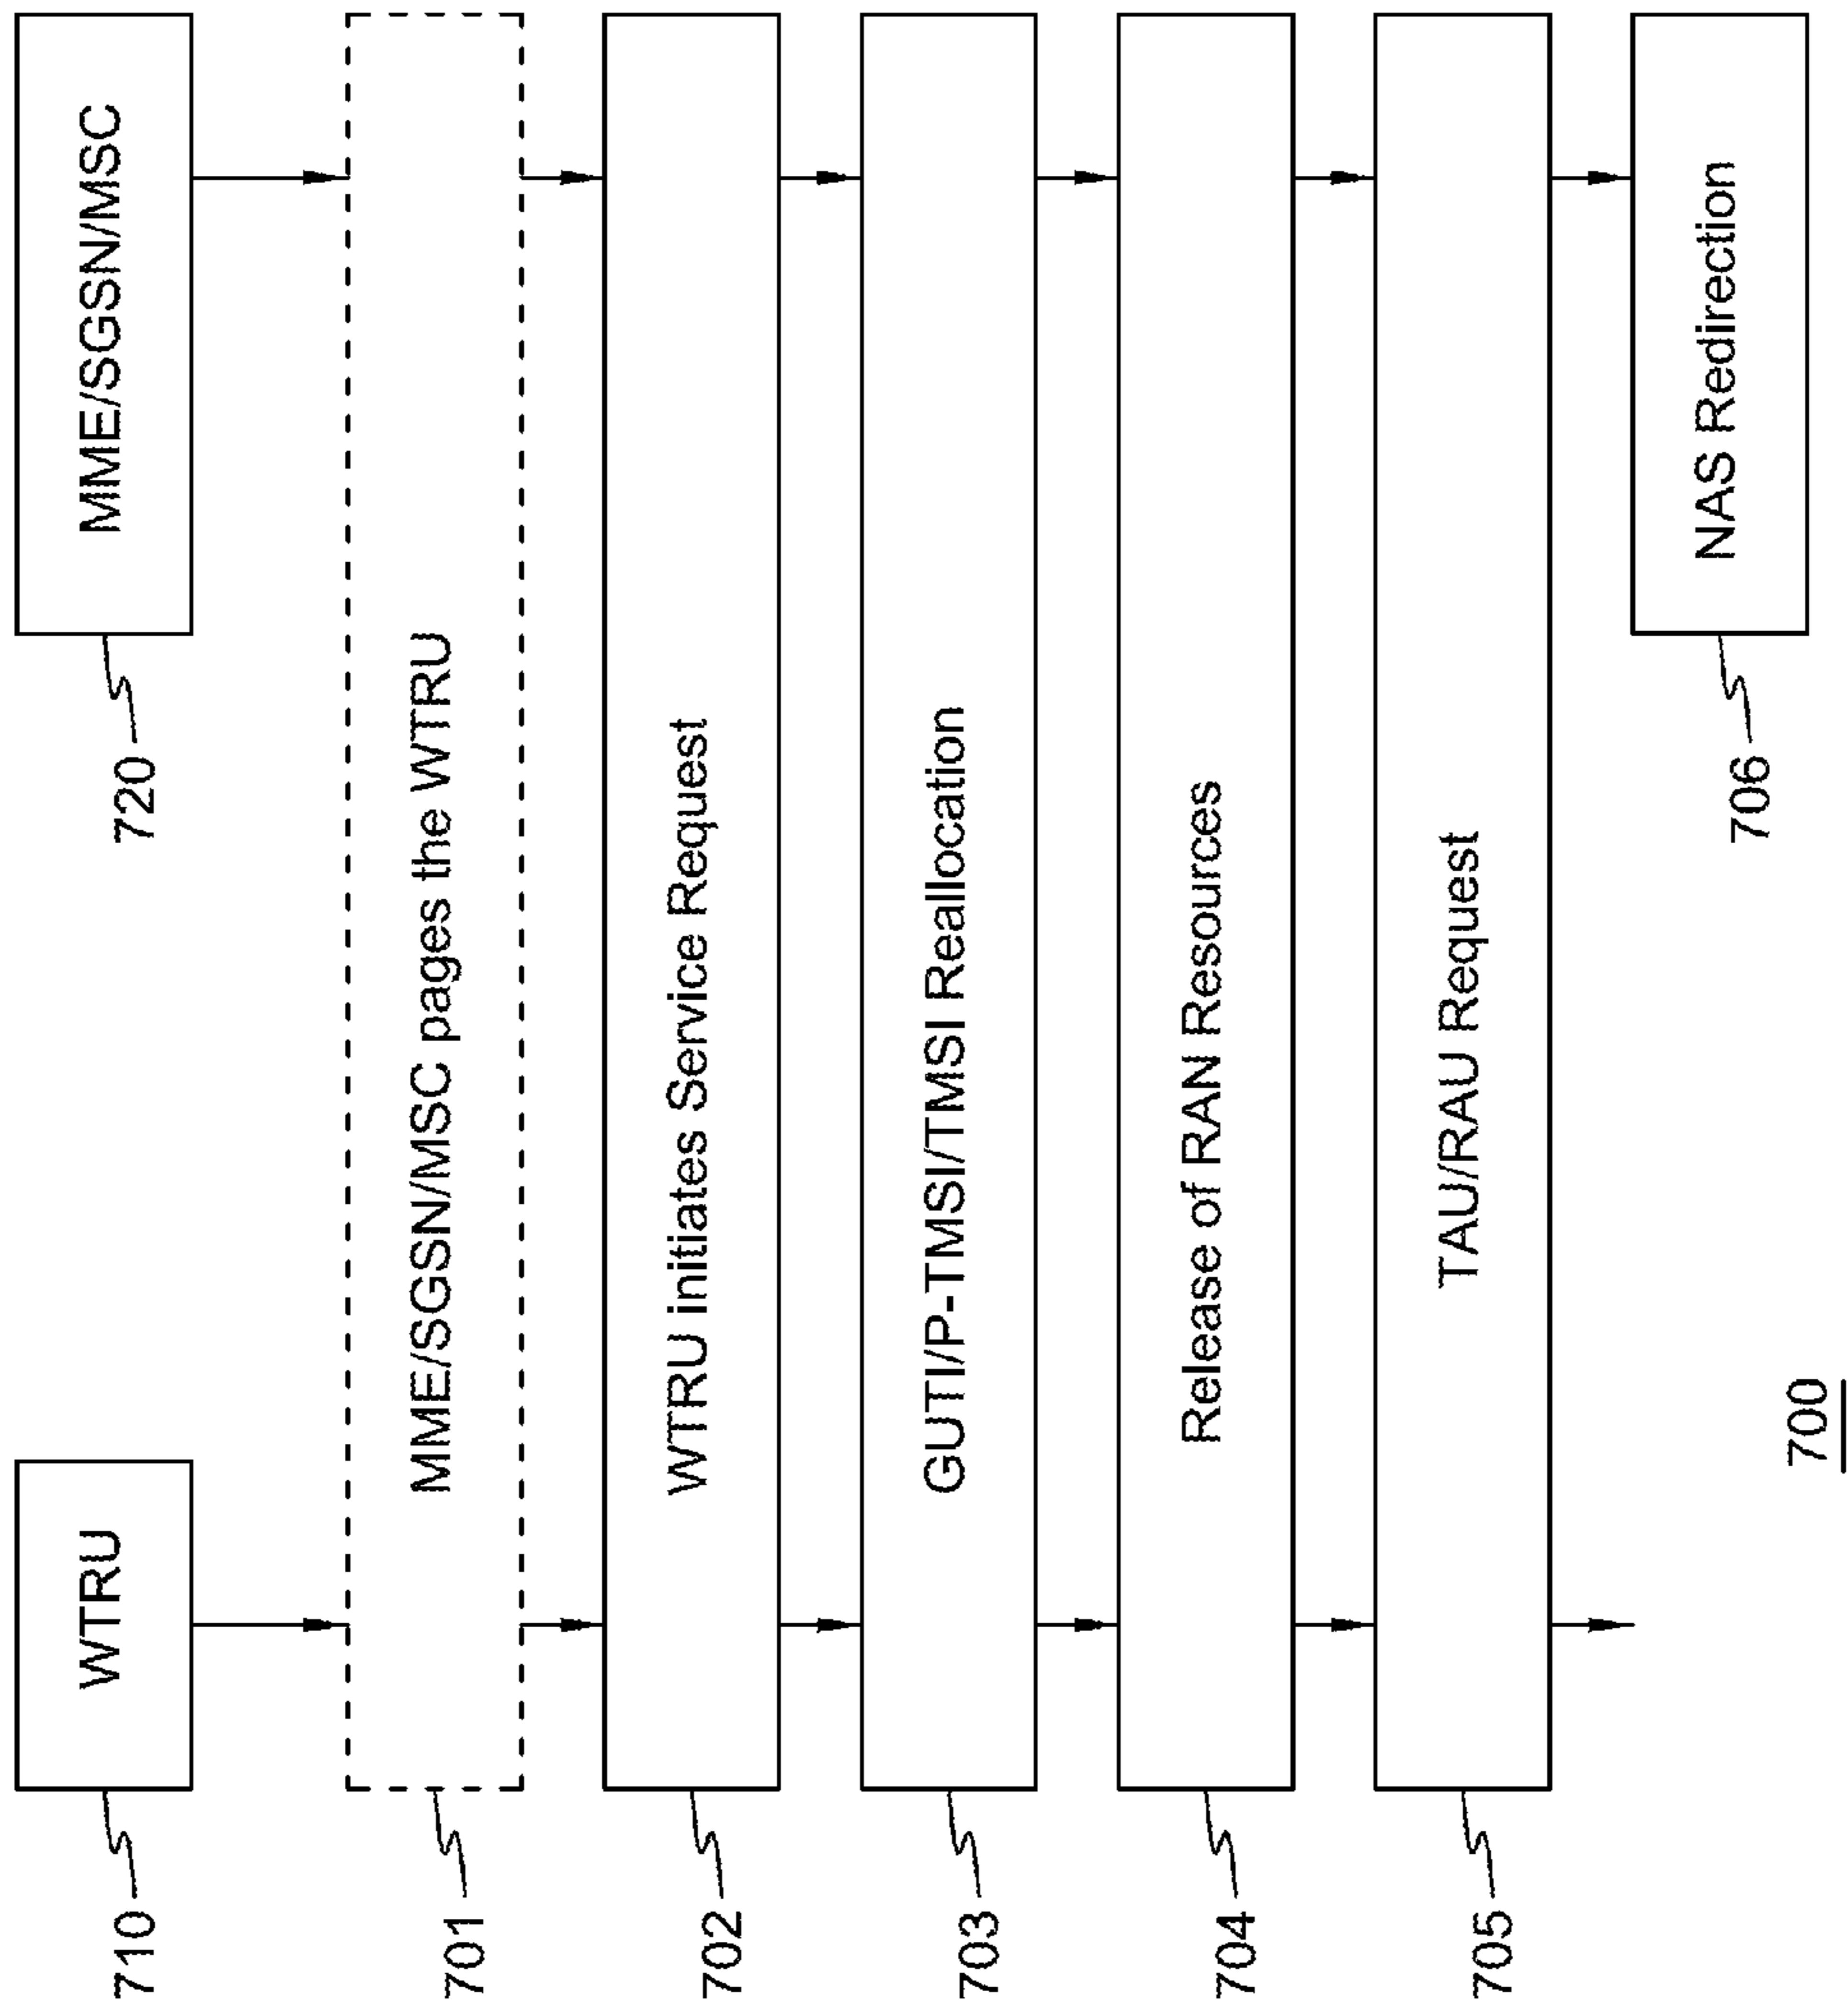 710
WTRU
720
MME/SGSN/MSC
701
MME/SGSN/MSC pages the WTRU
702
WTRU initiates Service Request
703
GUTI/P-TMSI/TMSI Reallocation
704
Release of RAN Resources
705
TAU/RAU Request
706
NAS Redirection
700